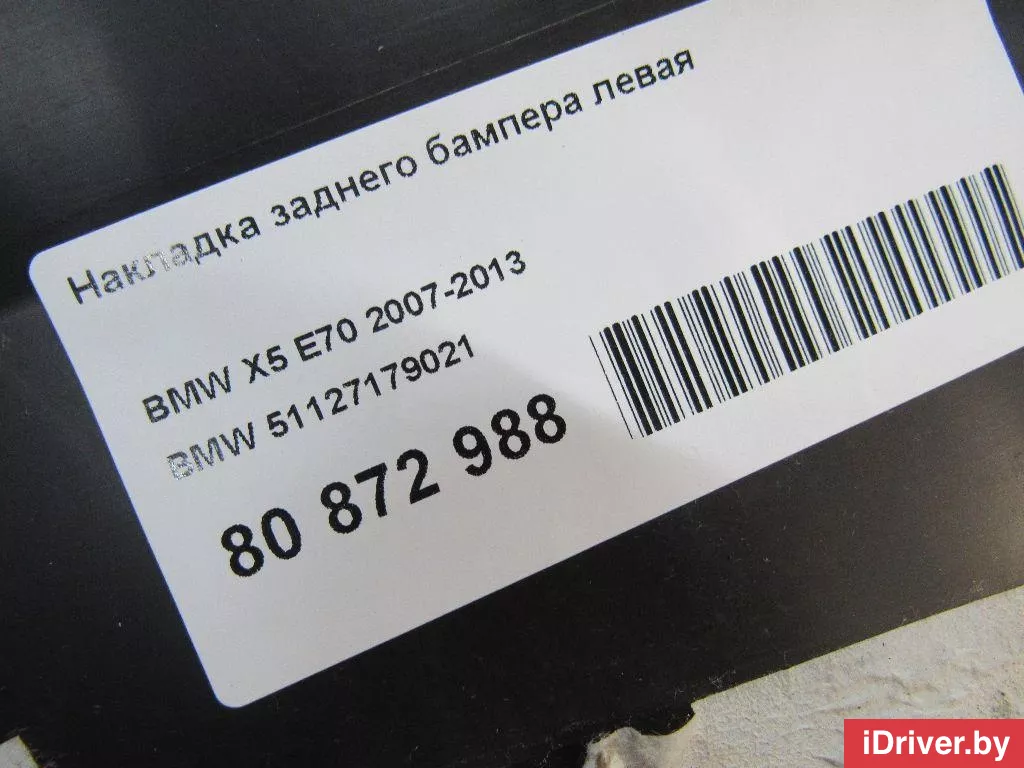 Накладка заднего бампера левая
BMW X5 E70 2007-2013
BMW 51127179021
80 872 988
iDriver.by